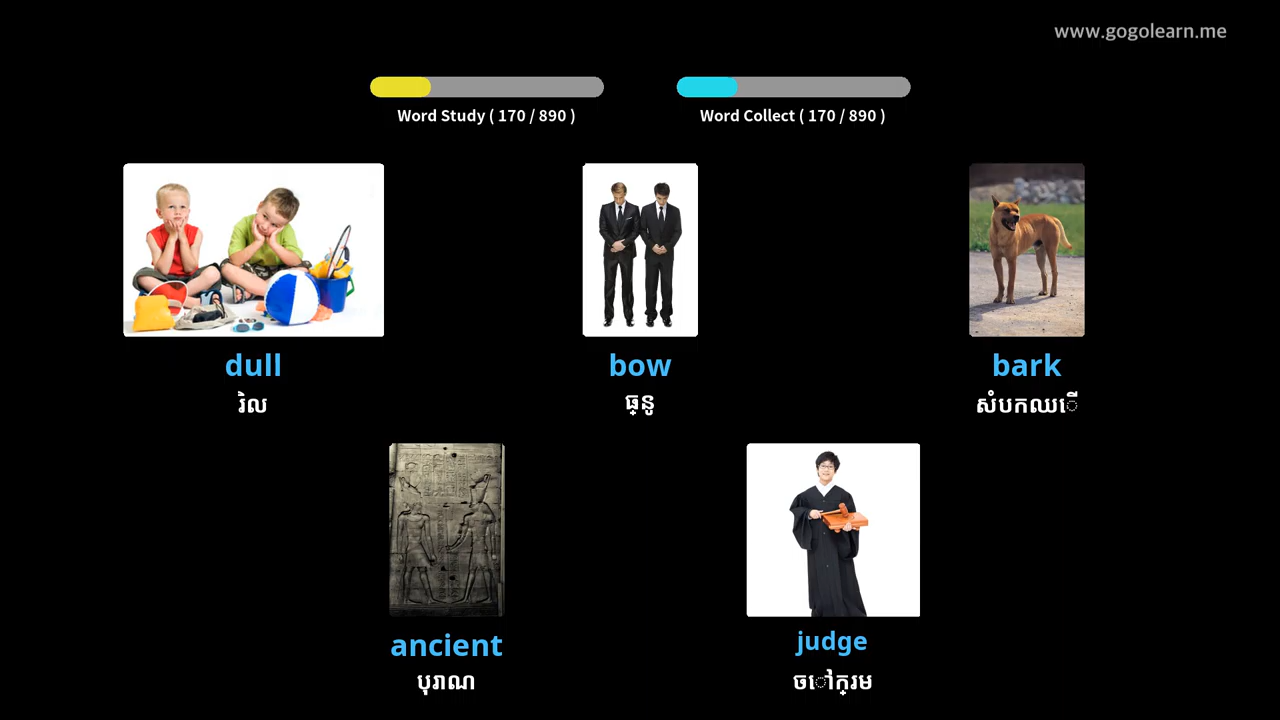 www.gogolearn.me
Word Study ( 170 / 890 )
Word Collect ( 170 / 890 )
dull
bow
bark
រិល
ធ្នូ
សំបកឈើ
ancient
judge
បុរាណ
ចៅក្រម